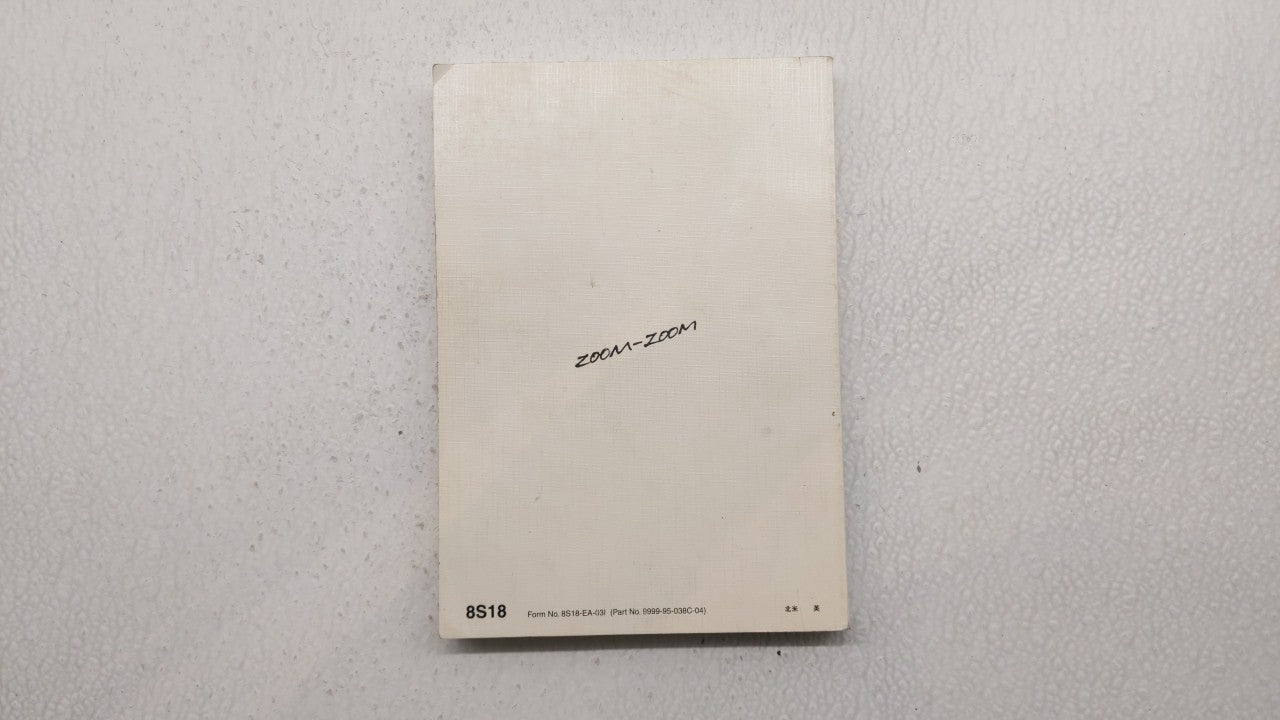 ZOOM-ZOOM
8S18 Form No. 8S18-EA-03I (Part No. 9999-95-038C-04) 北米 英